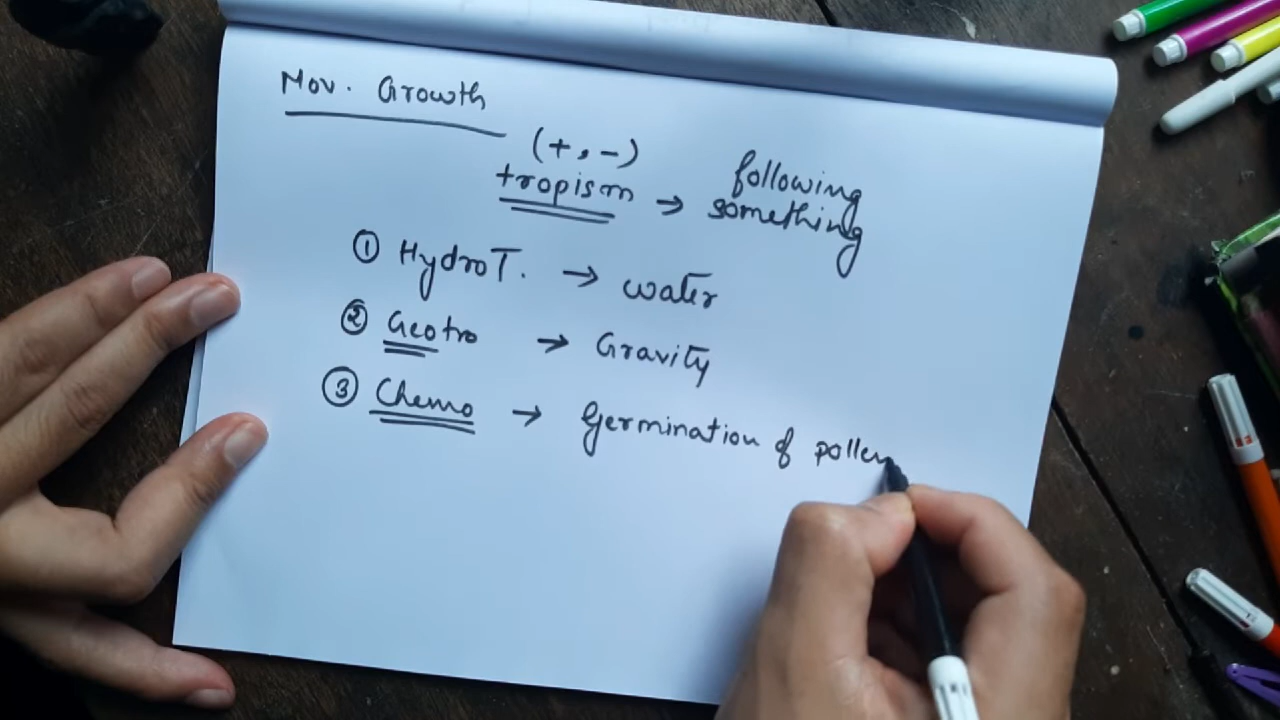 Mov. Growth
(+, -)
tropism → following
something
① HydroT. → water
② Geotro → Gravity
③ Chemo → Germination of pollen